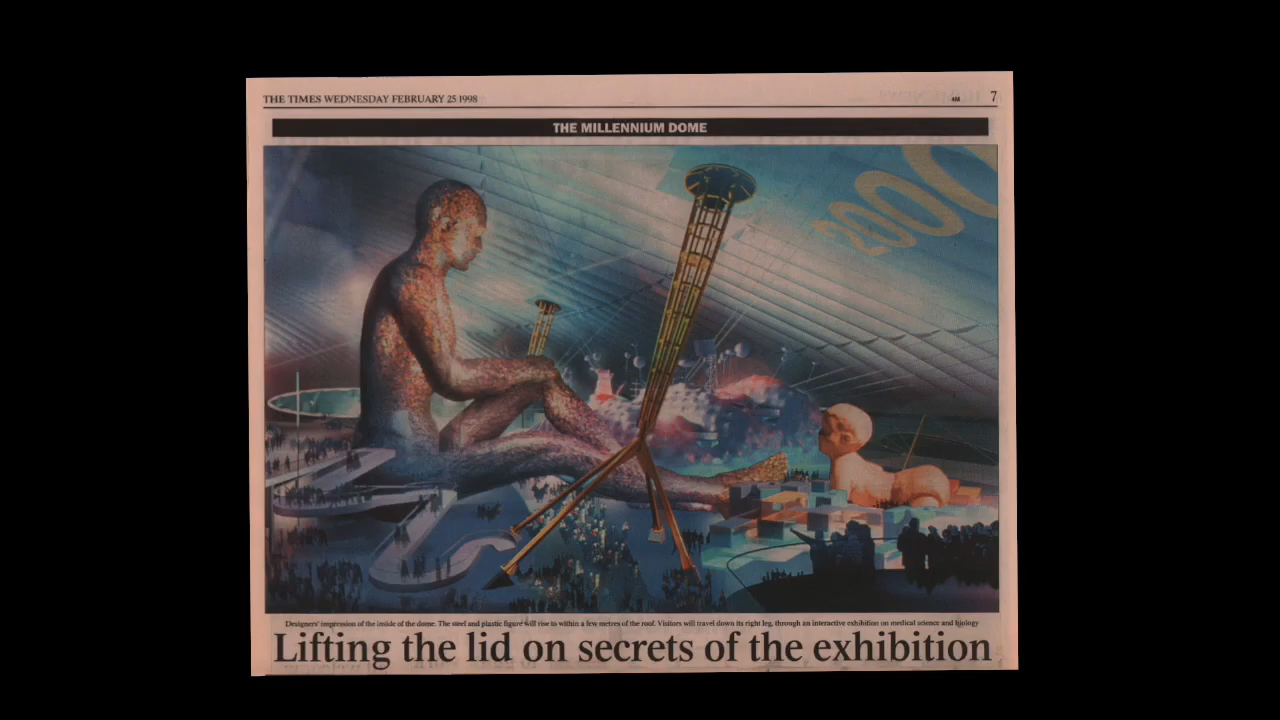 THE TIMES WEDNESDAY FEBRUARY 25 1998
4M 7
THE MILLENNIUM DOME
2000
Designers' impression of the inside of the dome. The steel and plastic figure will rise to within a few metres of the roof. Visitors will travel down its right leg, through an interactive exhibition on medical science and biology
Lifting the lid on secrets of the exhibition